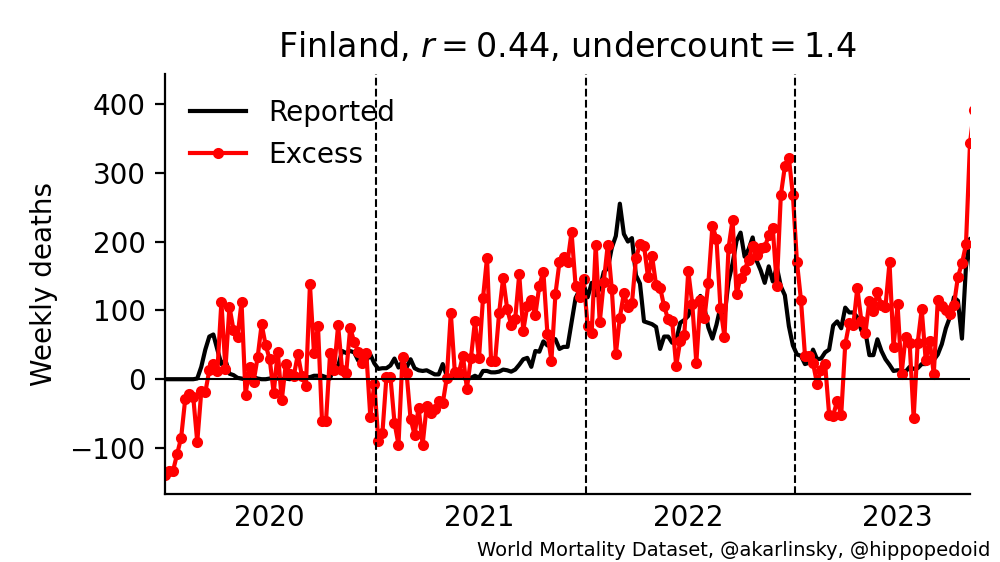 Finland, r = 0.44, undercount = 1.4
Reported
Excess
Weekly deaths
400
300
200
100
0
−100
2020 2021 2022 2023
World Mortality Dataset, @akarlinsky, @hippopedoid